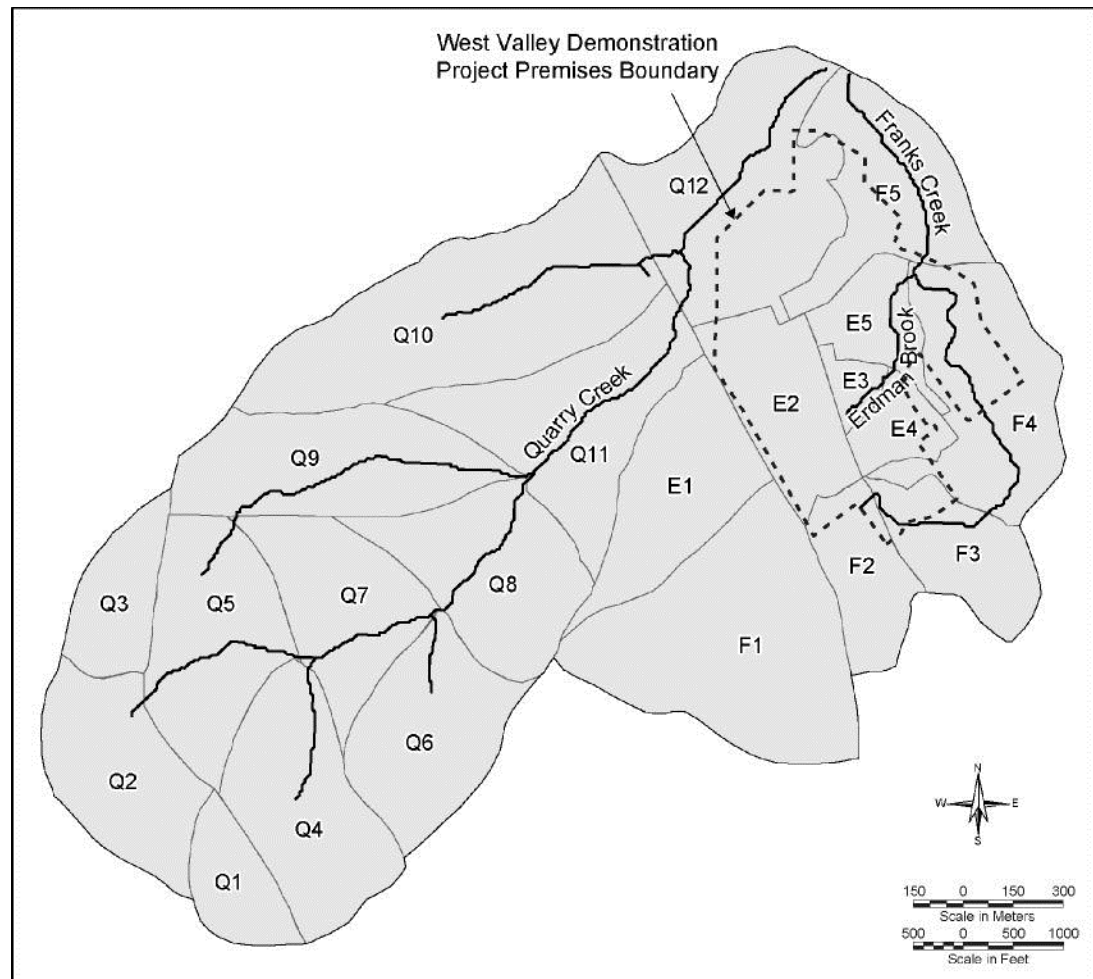 West Valley Demonstration
Project Premises Boundary
Franks Creek
Q12
F5
Q10
E5
Erdman Brook
E3
E2
E4
F4
Quarry Creek
Q9
Q11
E1
Q3
Q5
Q7
Q8
F2
F3
F1
Q2
Q6
Q4
Q1
N
W
E
S
150 0 150 300
Scale in Meters
500 0 500 1000
Scale in Feet